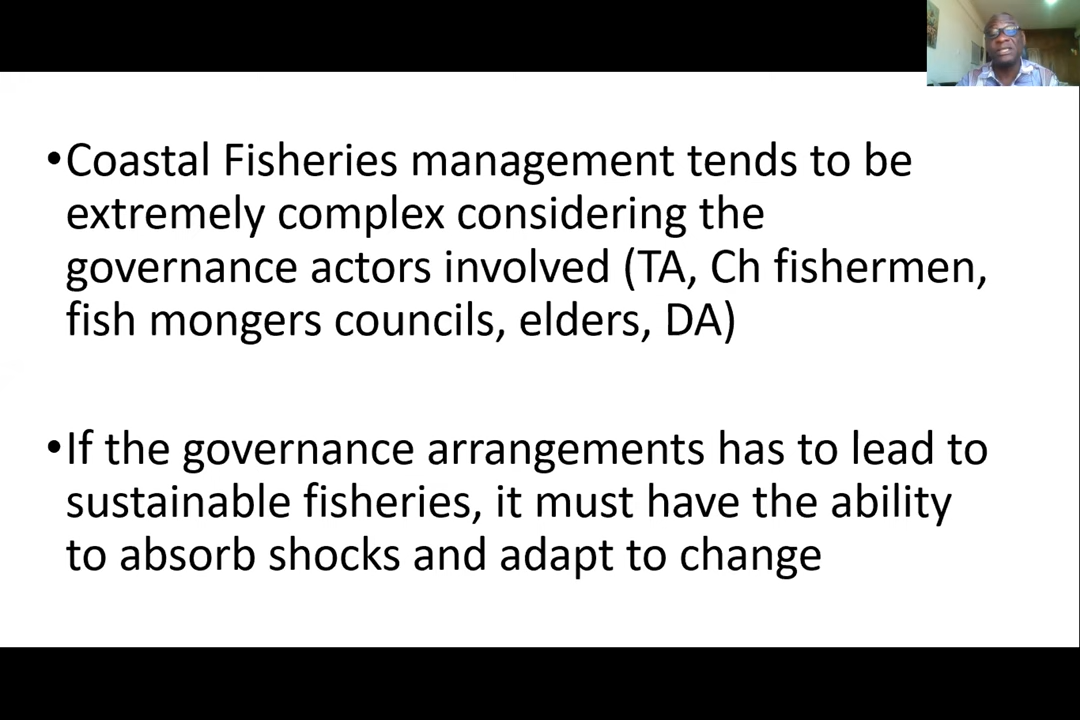 •Coastal Fisheries management tends to be
extremely complex considering the
governance actors involved (TA, Ch fishermen,
fish mongers councils, elders, DA)
•If the governance arrangements has to lead to
sustainable fisheries, it must have the ability
to absorb shocks and adapt to change